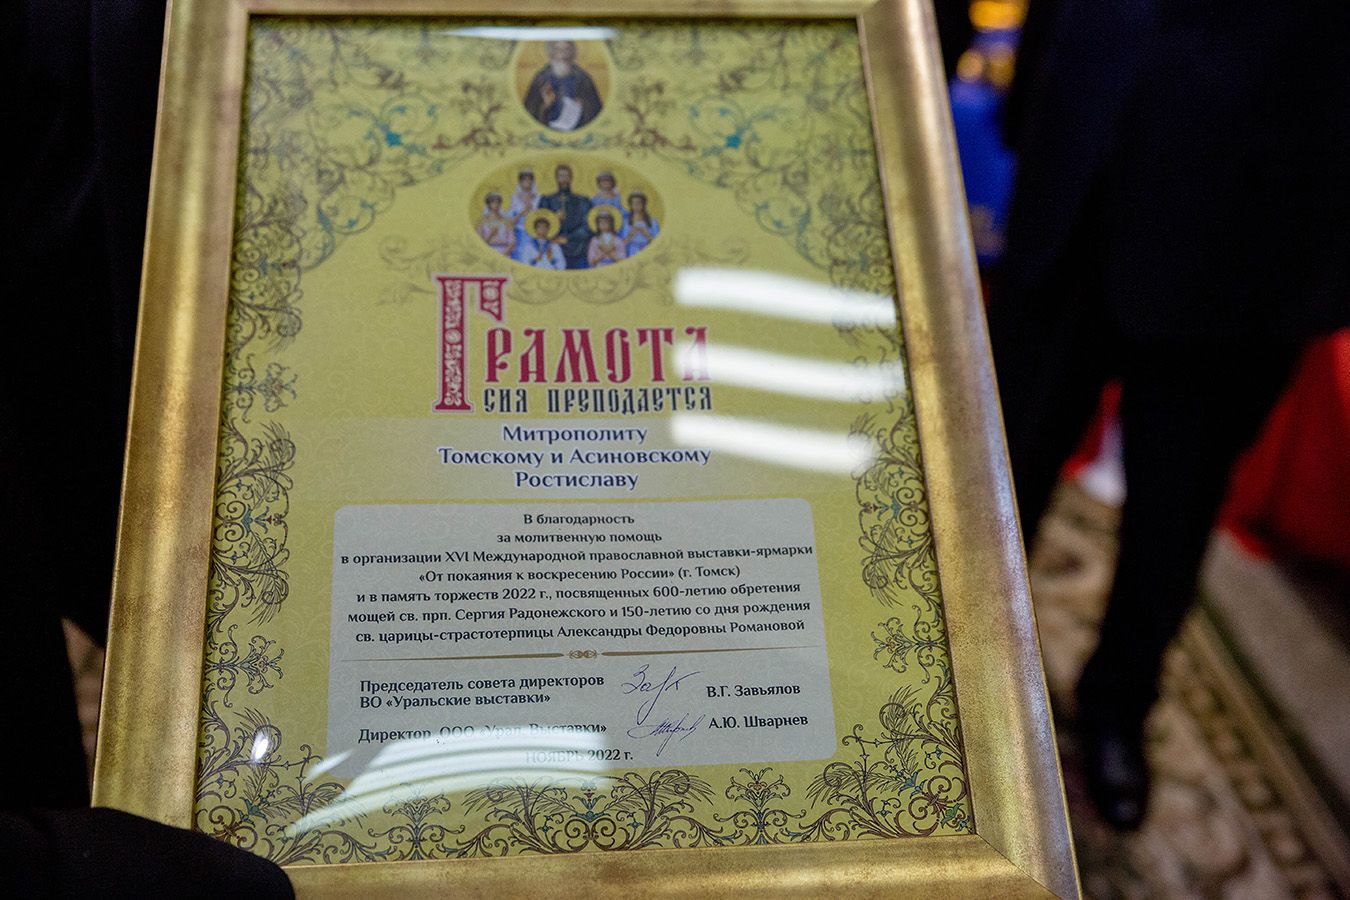 Грамота
сия преподается
Митрополиту
Томскому и Асиновскому
Ростиславу
В благодарность
за молитвенную помощь
в организации XVI Международной православной выставки-ярмарки
«От покаяния к воскресению России» (г. Томск)
и в память торжеств 2022 г., посвященных 600-летию обретения
мощей св. прп. Сергия Радонежского и 150-летию со дня рождения
св. царицы-страстотерпицы Александры Федоровны Романовой
Председатель совета директоров
ВО «Уральские выставки»
В.Г. Завьялов
Директор ООО «Урал. Выставки»
А.Ю. Шварнев
НОЯБРЬ 2022 г.